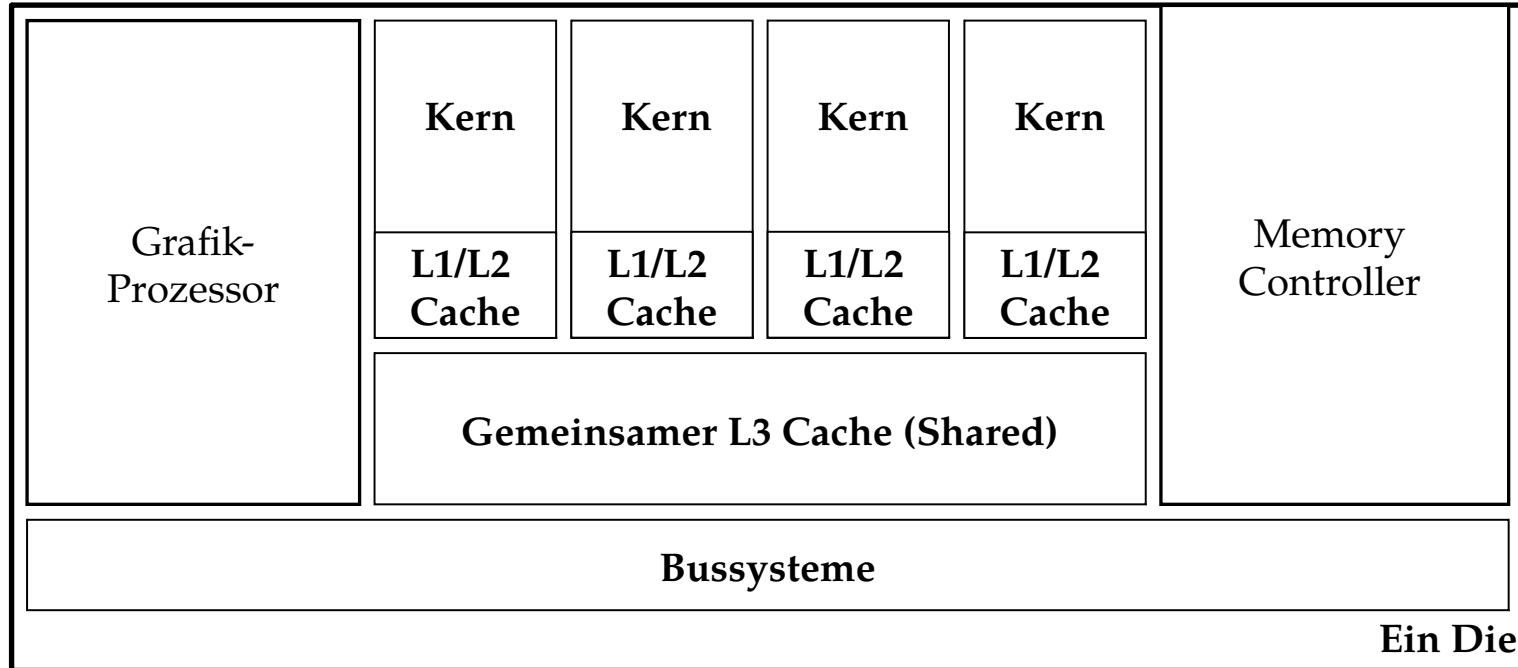 Grafik-
Prozessor
Kern
L1/L2
Cache
Kern
L1/L2
Cache
Kern
L1/L2
Cache
Kern
L1/L2
Cache
Memory
Controller
Gemeinsamer L3 Cache (Shared)
Bussysteme
Ein Die